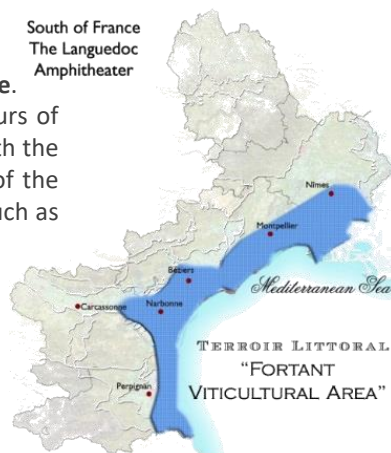 South of France
The Languedoc
Amphitheater
e.
urs of
th the
of the
uch as
Nîmes
Montpellier
Béziers
Mediterranean Sea
Carcassonne
Narbonne
TERROIR LITTORAL
"FORTANT
VITICULTURAL AREA"
Perpignan